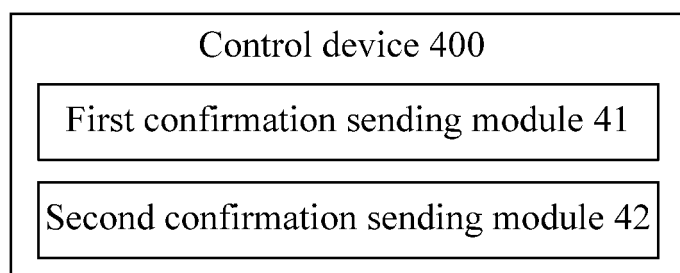 Control device 400
First confirmation sending module 41
Second confirmation sending module 42